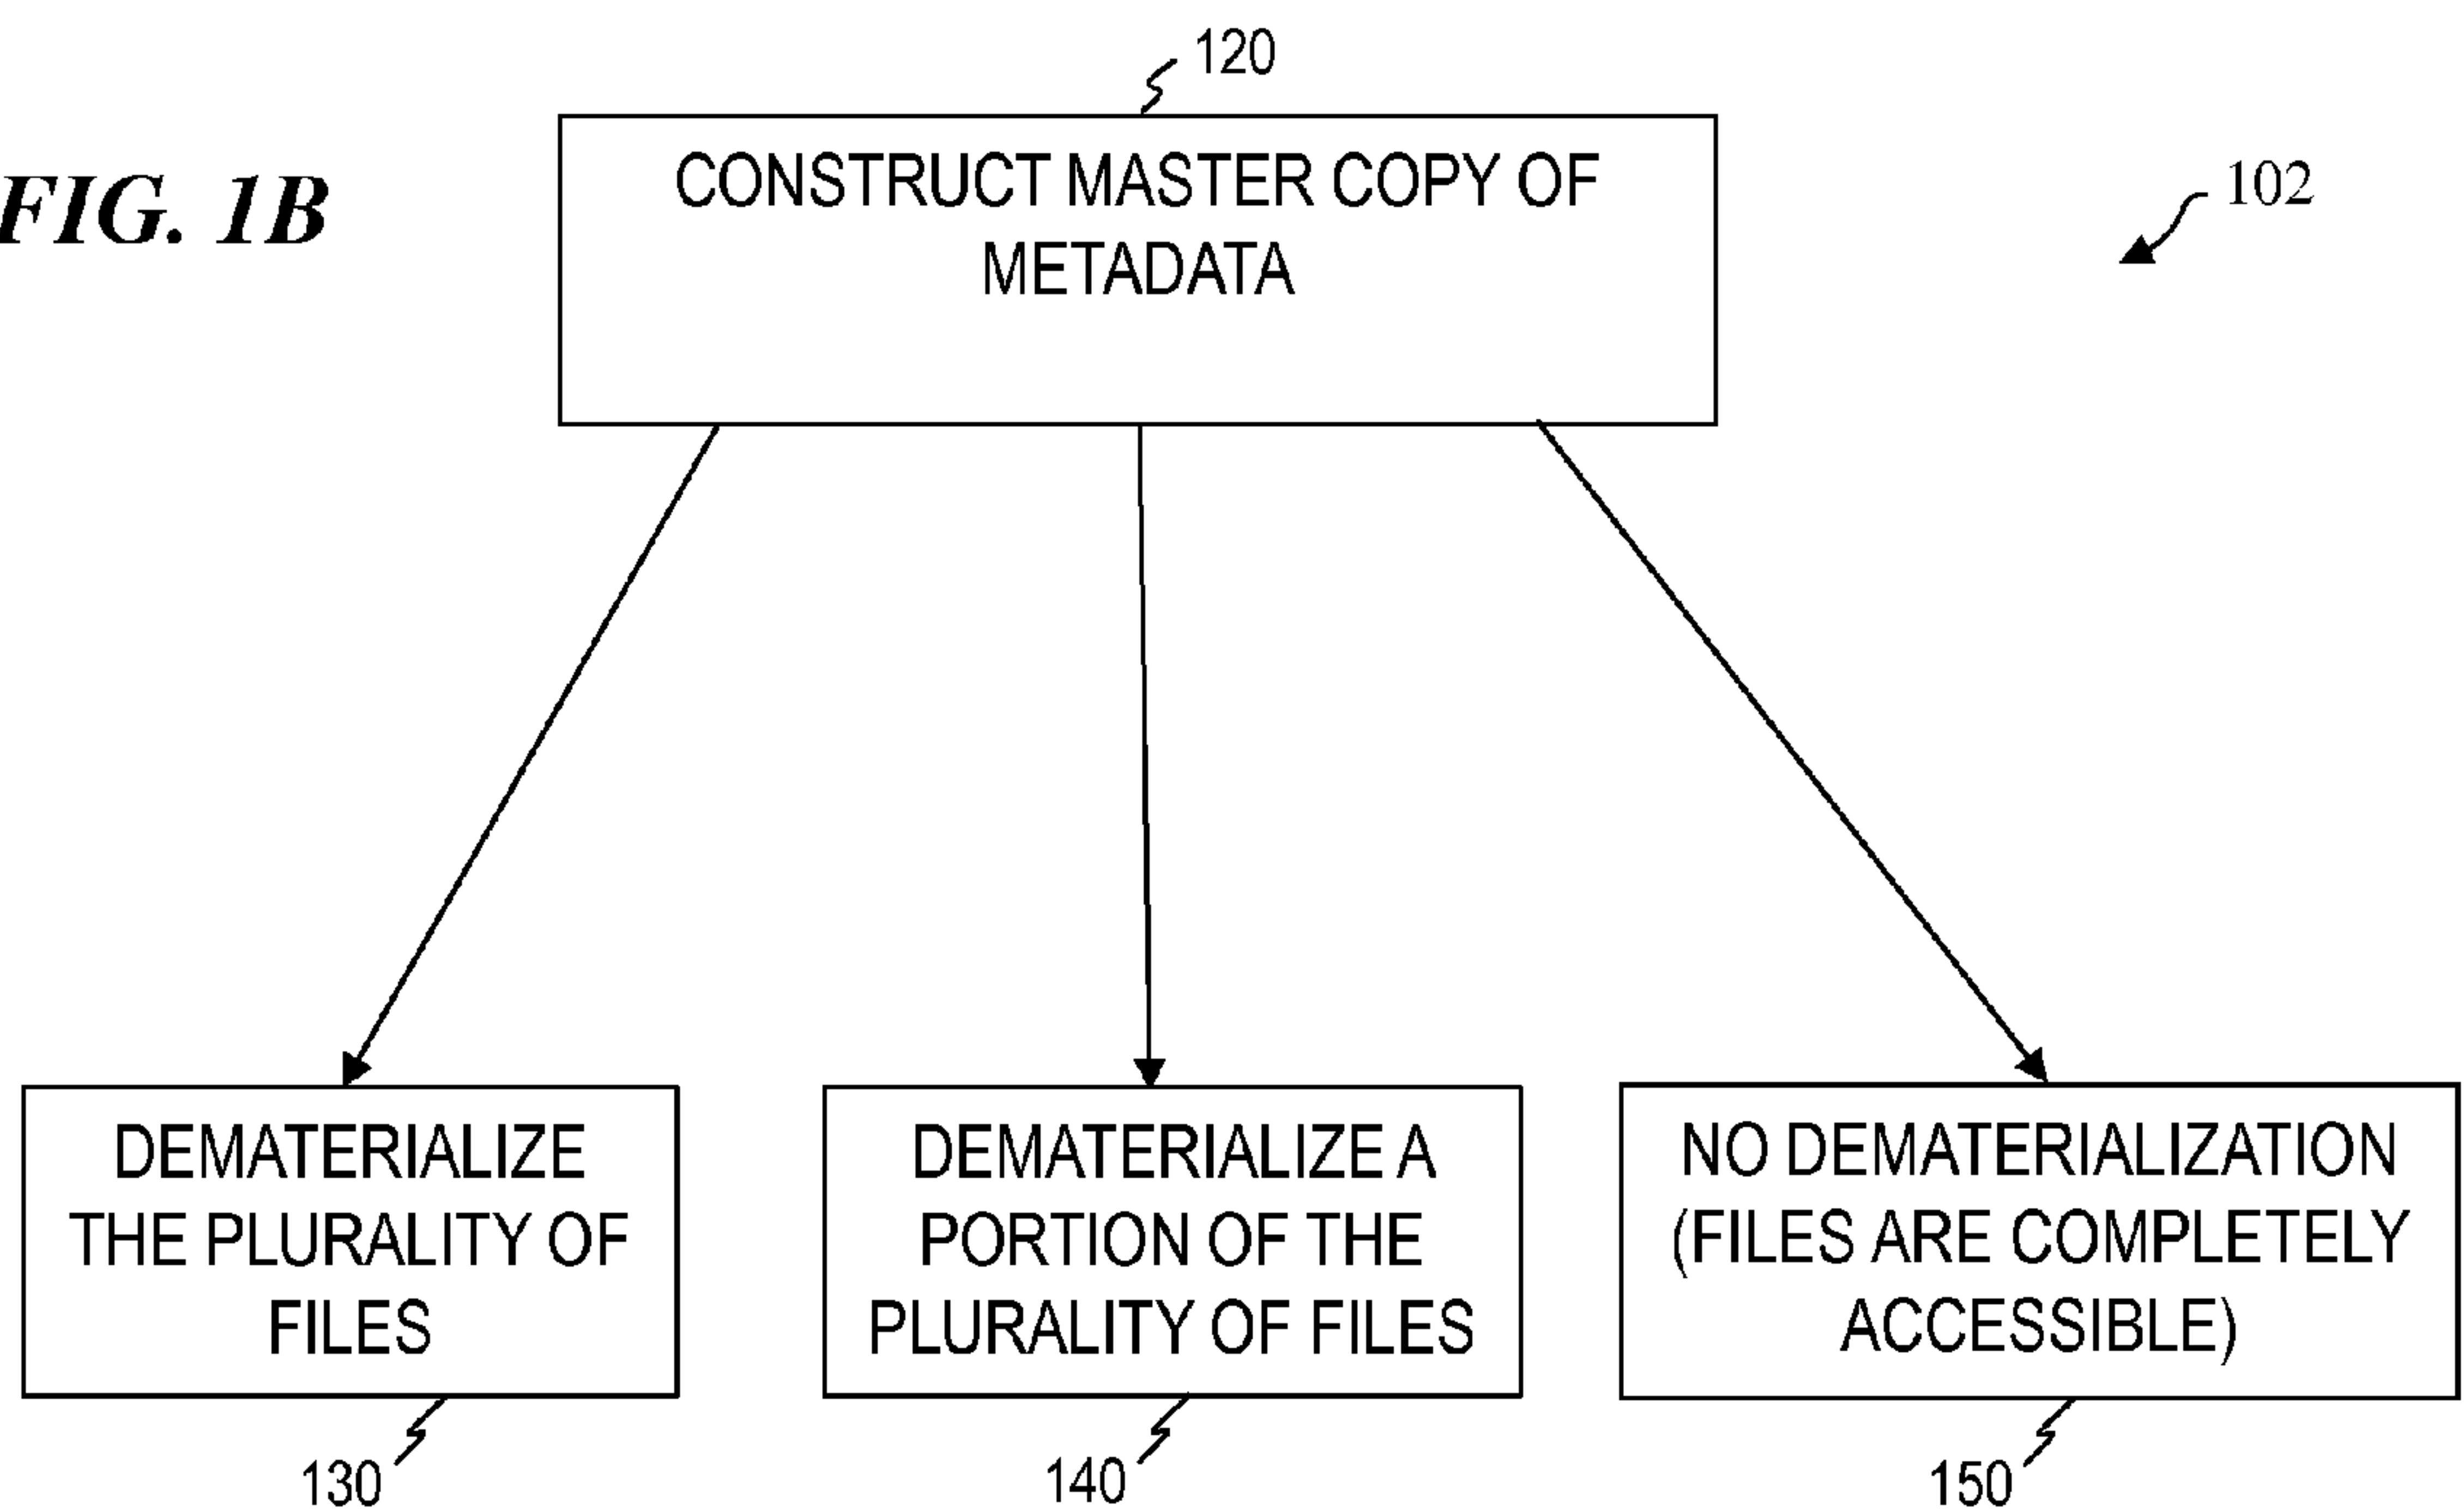 120
FIG. 1B
CONSTRUCT MASTER COPY OF
METADATA
102
DEMATERIALIZE
THE PLURALITY OF
FILES
DEMATERIALIZE A
PORTION OF THE
PLURALITY OF FILES
NO DEMATERIALIZATION
(FILES ARE COMPLETELY
ACCESSIBLE)
130
140
150